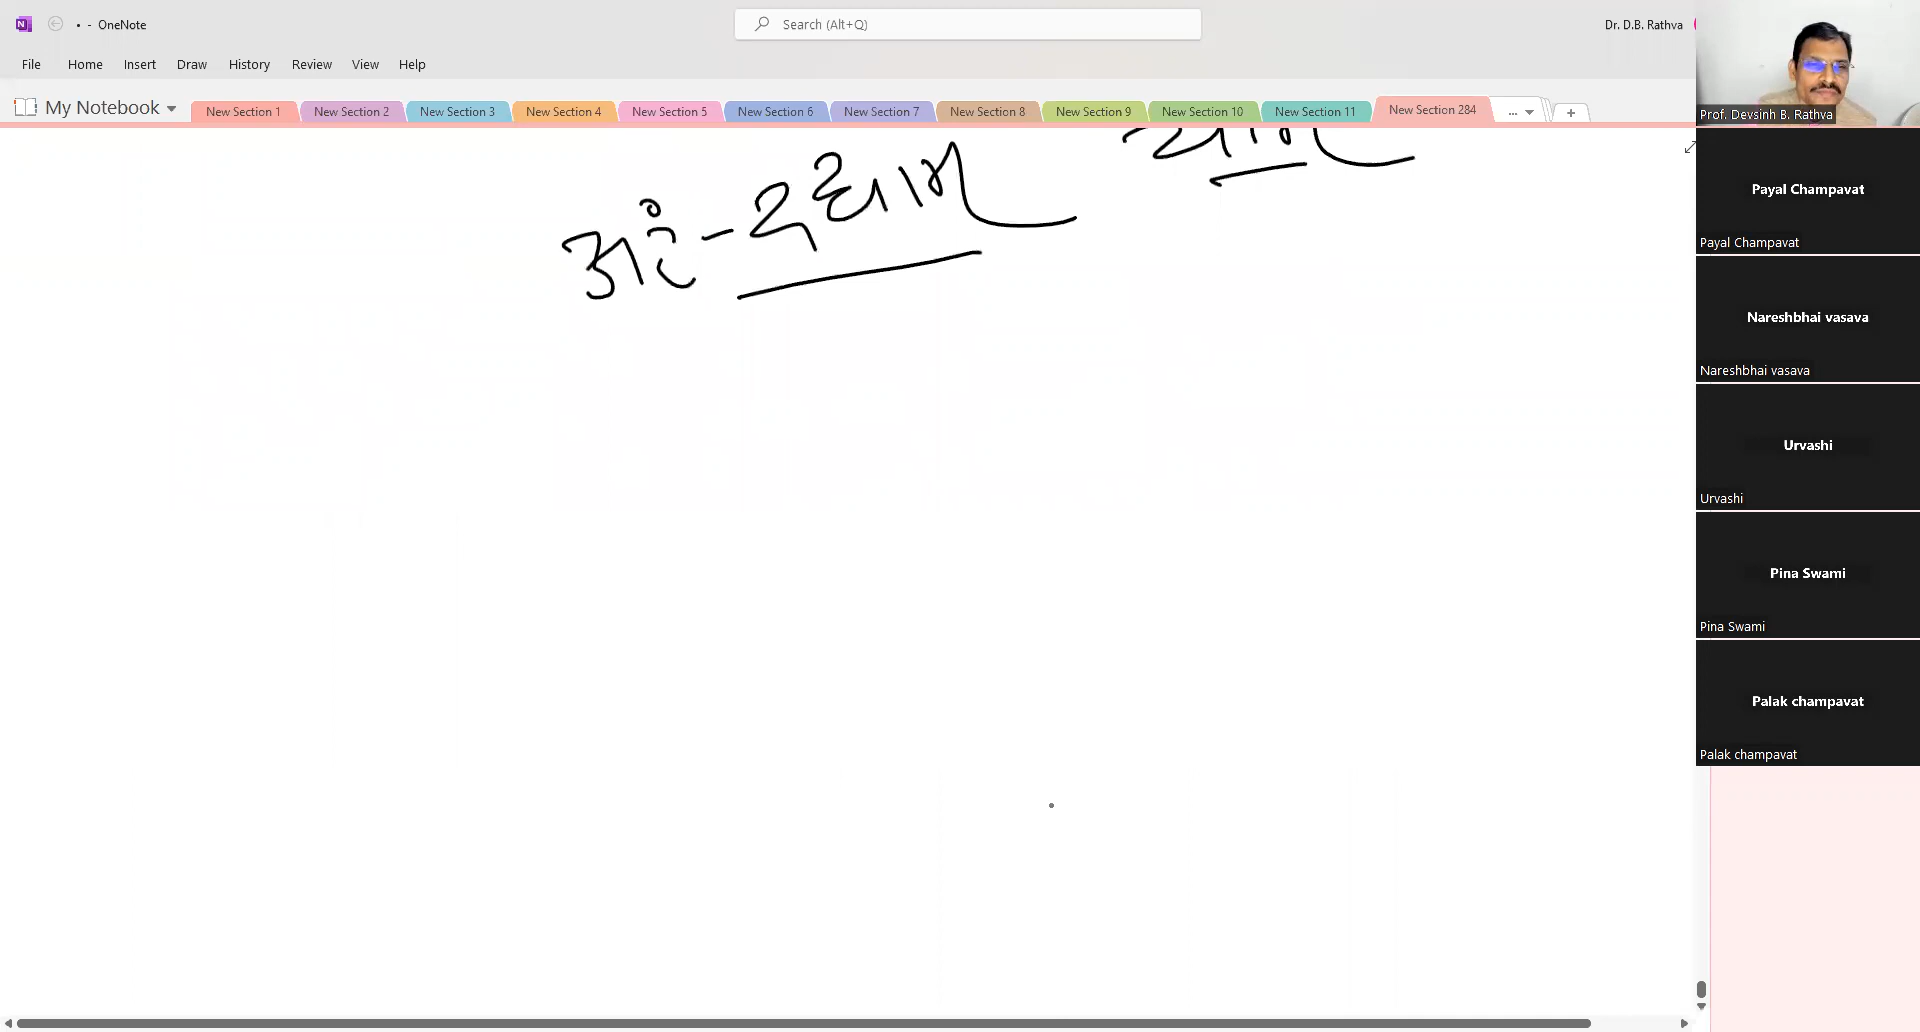 • - OneNote
Search (Alt+Q)
Dr. D.B. Rathva
File Home Insert Draw History Review View Help
My Notebook
New Section 1 New Section 2 New Section 3 New Section 4 New Section 5 New Section 6 New Section 7 New Section 8 New Section 9 New Section 10 New Section 11 New Section 284 ...
Prof. Devsinh B. Rathva
Payal Champavat
Payal Champavat
Nareshbhai vasava
Nareshbhai vasava
Urvashi
Urvashi
Pina Swami
Pina Swami
Palak champavat
Palak champavat